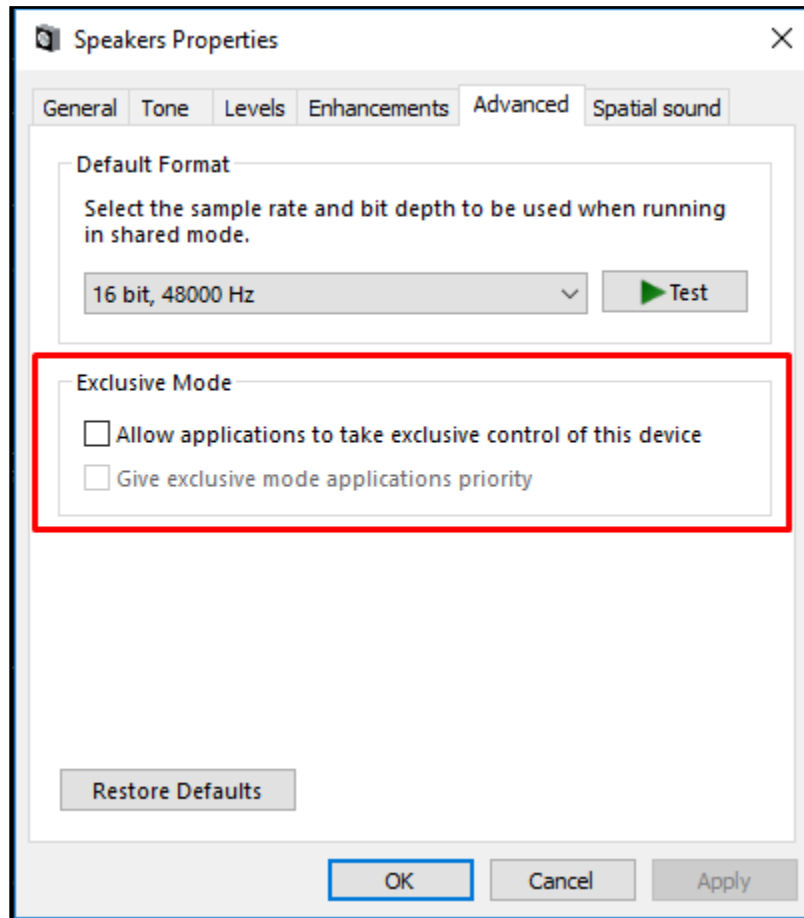 Speakers Properties
General Tone Levels Enhancements Advanced Spatial sound
Default Format
Select the sample rate and bit depth to be used when running
in shared mode.
16 bit, 48000 Hz Test
Exclusive Mode
Allow applications to take exclusive control of this device
Give exclusive mode applications priority
Restore Defaults
OK Cancel Apply